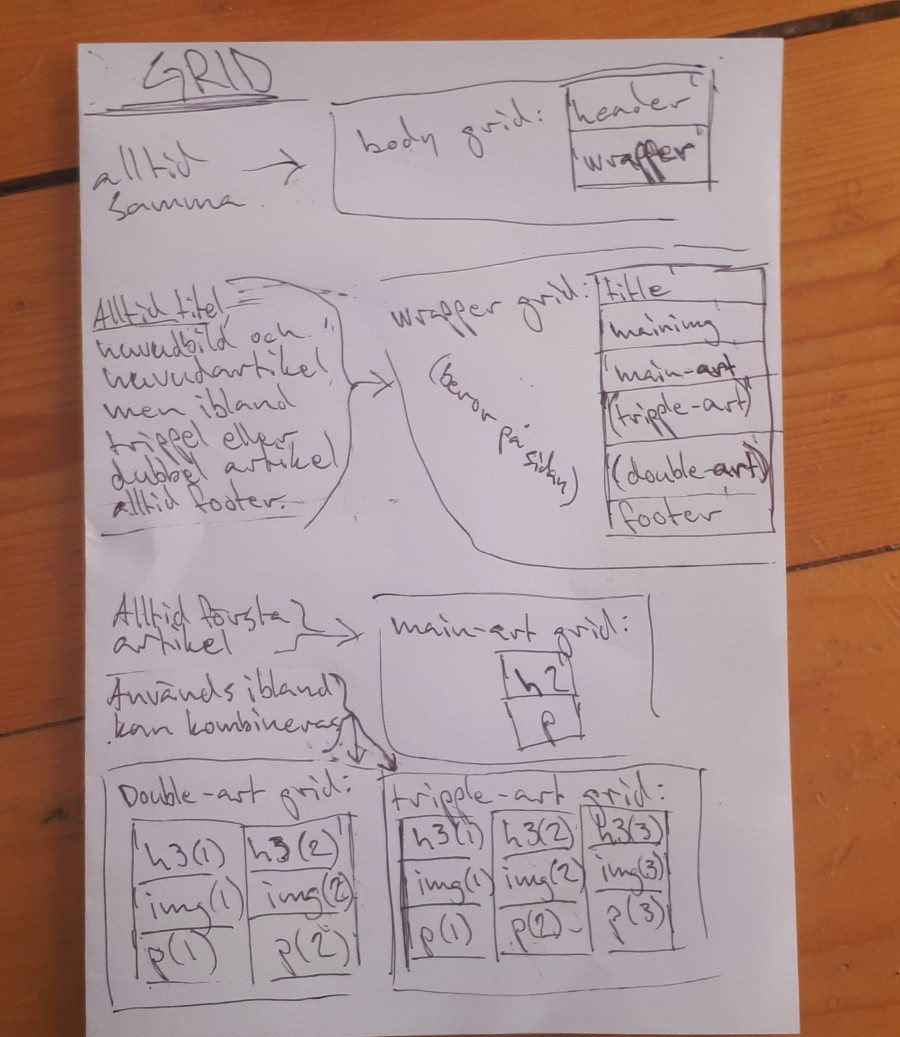 GRID
alltid
samma
body grid:
'header'
'wrapper'
Alltid titel,
huvudbild och
huvudartikel
men ibland
trippel eller
dubbel artikel
alltid footer.
wrapper grid:
(beror på sidan)
title
mainimg
main-art
(tripple-art)
(double-art)
footer
Alltid första
artikel
main-art grid:
h2
p
Används ibland
kan kombineras
Double-art grid:
h3(1) h3(2)
img(1) img(2)
p(1) p(2)
tripple-art grid:
h3(1) h3(2) h3(3)
img(1) img(2) img(3)
p(1) p(2) p(3)